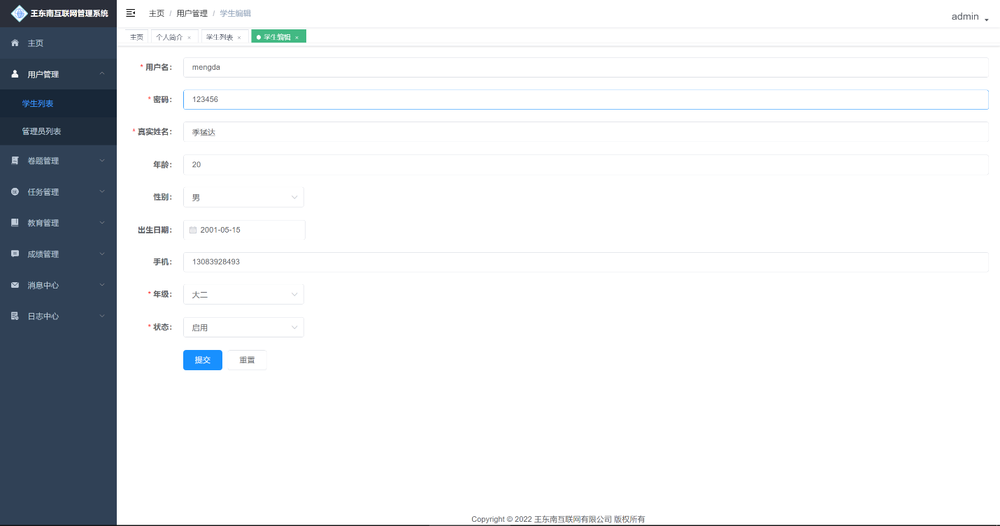 王东南互联网管理系统
主页
用户管理
学生列表
管理员列表
卷题管理
任务管理
教育管理
成绩管理
消息中心
日志中心
主页 / 用户管理 / 学生编辑
admin
主页 个人简介 × 学生列表 × 学生编辑 ×
* 用户名: mengda
* 密码: 123456
* 真实姓名: 季猛达
年龄: 20
性别: 男
出生日期: 2001-05-15
手机: 13083928493
* 年级: 大二
* 状态: 启用
提交 重置
Copyright © 2022 王东南互联网有限公司 版权所有